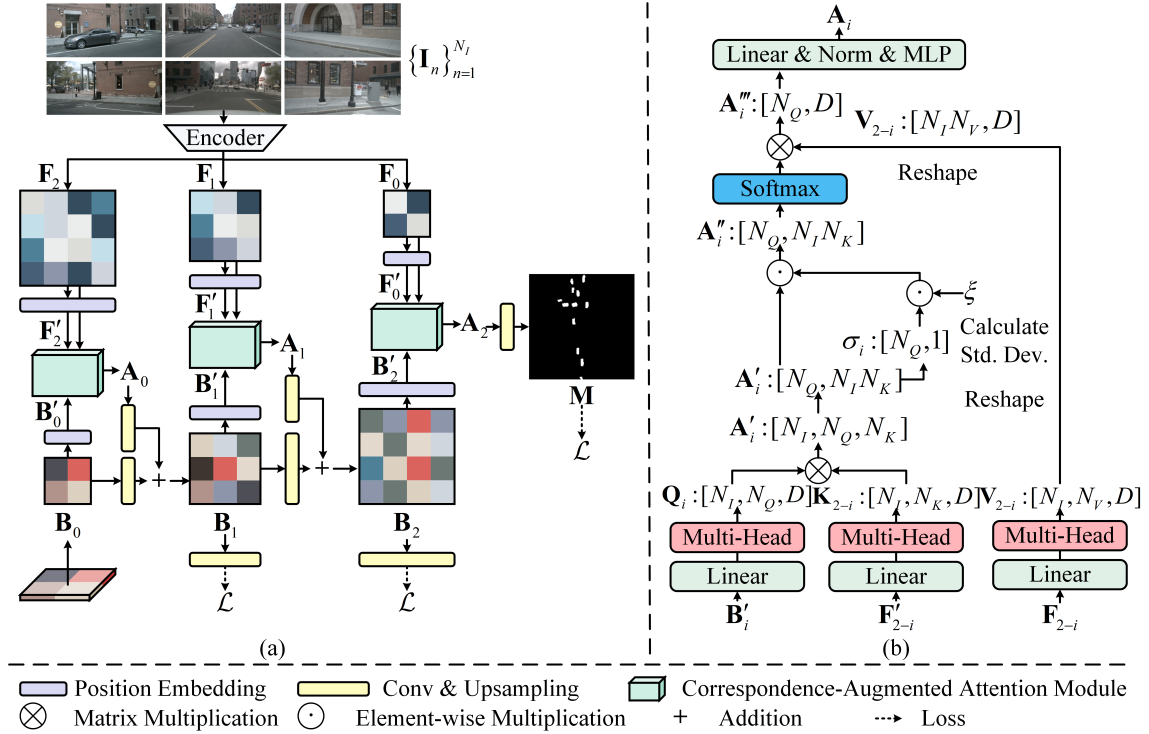 {I_n}_{n=1}^{N_I}
Encoder
F_2
F_1
F_0
F′_2
F′_1
F′_0
A_0
A_1
A_2
B′_0
B′_1
B′_2
M
ℒ
+
+
B_0
B_1
B_2
ℒ
ℒ
(a)
A_i
Linear & Norm & MLP
A‴_i:[N_Q, D]
V_{2−i}:[N_I N_V, D]
Reshape
Softmax
A″_i:[N_Q, N_I N_K]
ξ
Calculate
Std. Dev.
σ_i:[N_Q, 1]
A′_i:[N_Q, N_I N_K]
Reshape
A′_i:[N_I, N_Q, N_K]
Q_i:[N_I, N_Q, D] K_{2−i}:[N_I, N_K, D] V_{2−i}:[N_I, N_V, D]
Multi-Head Multi-Head Multi-Head
Linear Linear Linear
B′_i F′_{2−i} F_{2−i}
(b)
Position Embedding Conv & Upsampling Correspondence-Augmented Attention Module
Matrix Multiplication Element-wise Multiplication + Addition Loss